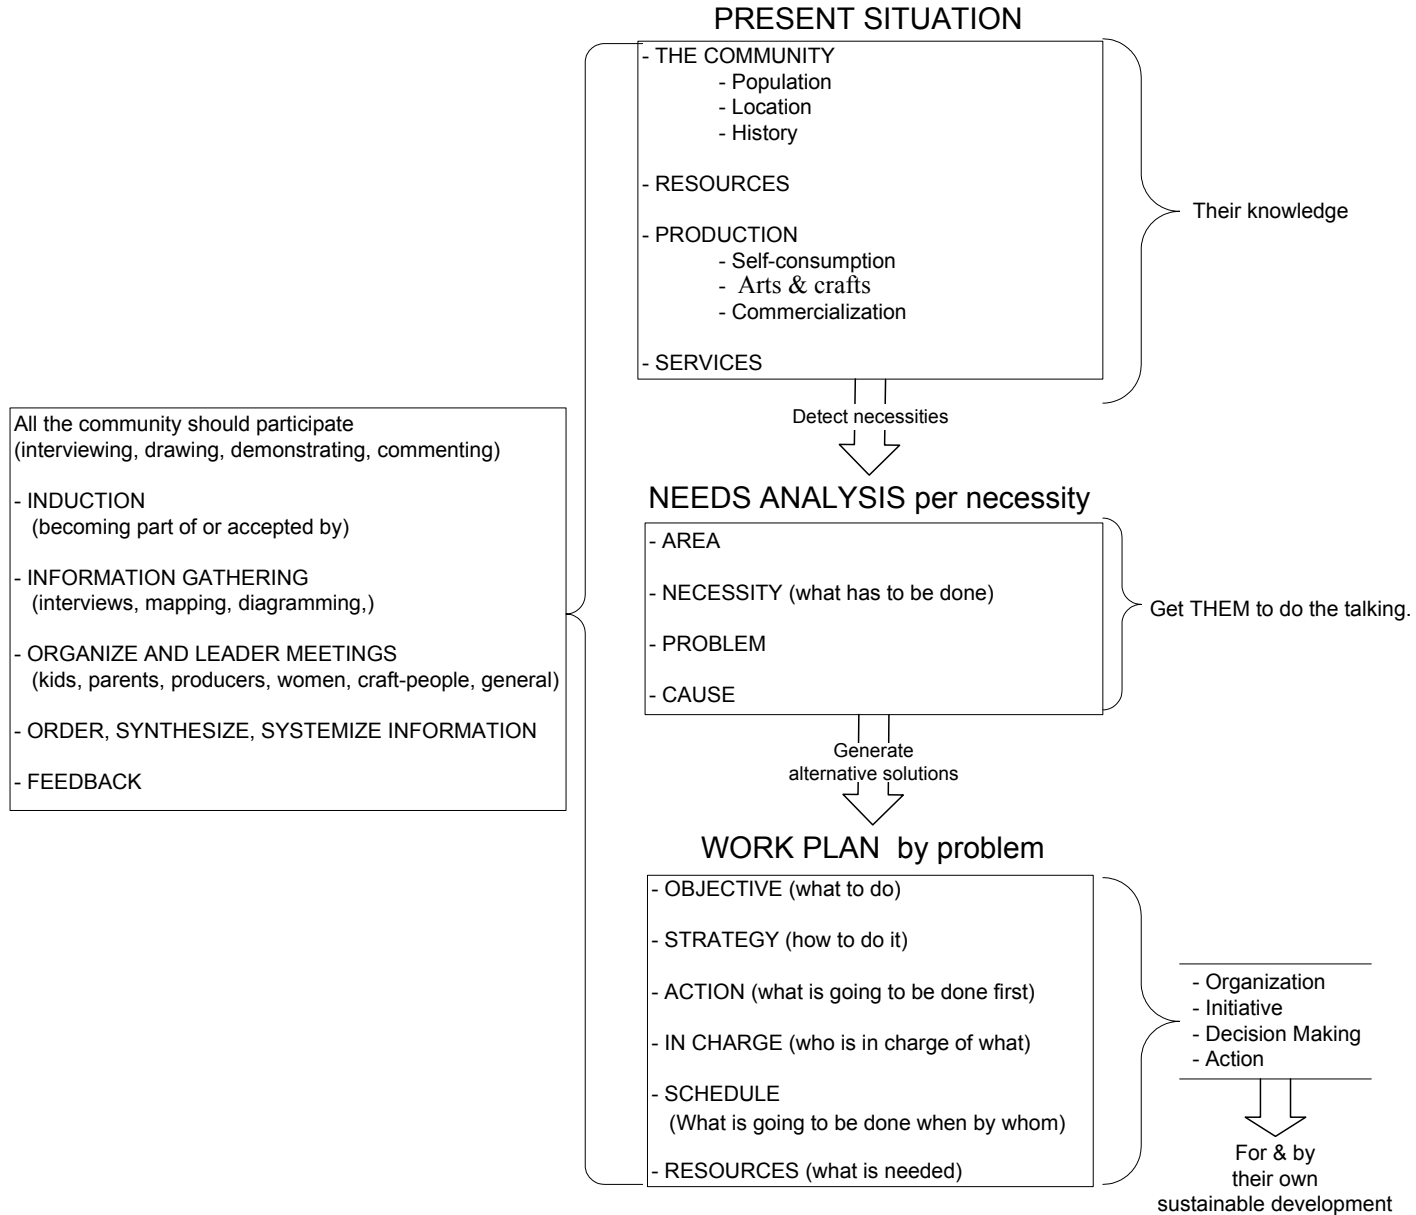 PRESENT SITUATION
- THE COMMUNITY
- Population
- Location
- History
- RESOURCES
- PRODUCTION
- Self-consumption
- Arts & crafts
- Commercialization
- SERVICES
Their knowledge
Detect necessities
All the community should participate
(interviewing, drawing, demonstrating, commenting)
- INDUCTION
(becoming part of or accepted by)
- INFORMATION GATHERING
(interviews, mapping, diagramming,)
- ORGANIZE AND LEADER MEETINGS
(kids, parents, producers, women, craft-people, general)
- ORDER, SYNTHESIZE, SYSTEMIZE INFORMATION
- FEEDBACK
NEEDS ANALYSIS per necessity
- AREA
- NECESSITY (what has to be done)
- PROBLEM
- CAUSE
Get THEM to do the talking.
Generate
alternative solutions
WORK PLAN by problem
- OBJECTIVE (what to do)
- STRATEGY (how to do it)
- ACTION (what is going to be done first)
- IN CHARGE (who is in charge of what)
- SCHEDULE
(What is going to be done when by whom)
- RESOURCES (what is needed)
- Organization
- Initiative
- Decision Making
- Action
For & by
their own
sustainable development